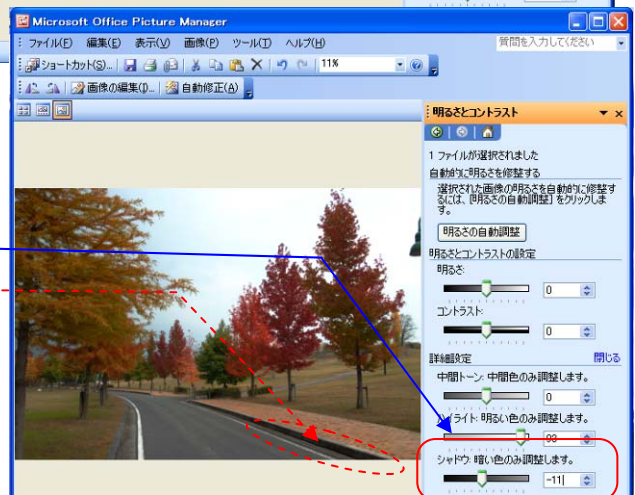 Microsoft Office Picture Manager
ファイル(F) 編集(E) 表示(V) 画像(P) ツール(T) ヘルプ(H) 質問を入力してください
ショートカット(S)... 11%
画像の編集(I)... 自動修正(A)
明るさとコントラスト
1 ファイルが選択されました
自動的に明るさを修整する
選択された画像の明るさを自動的に修整す
るには、[明るさの自動調整] をクリックしま
す。
明るさの自動調整
明るさとコントラストの設定
明るさ:
0
コントラスト:
0
詳細設定 閉じる
中間トーン: 中間色のみ調整します。
0
ハイライト: 明るい色のみ調整します。
シャドウ: 暗い色のみ調整します。
-11